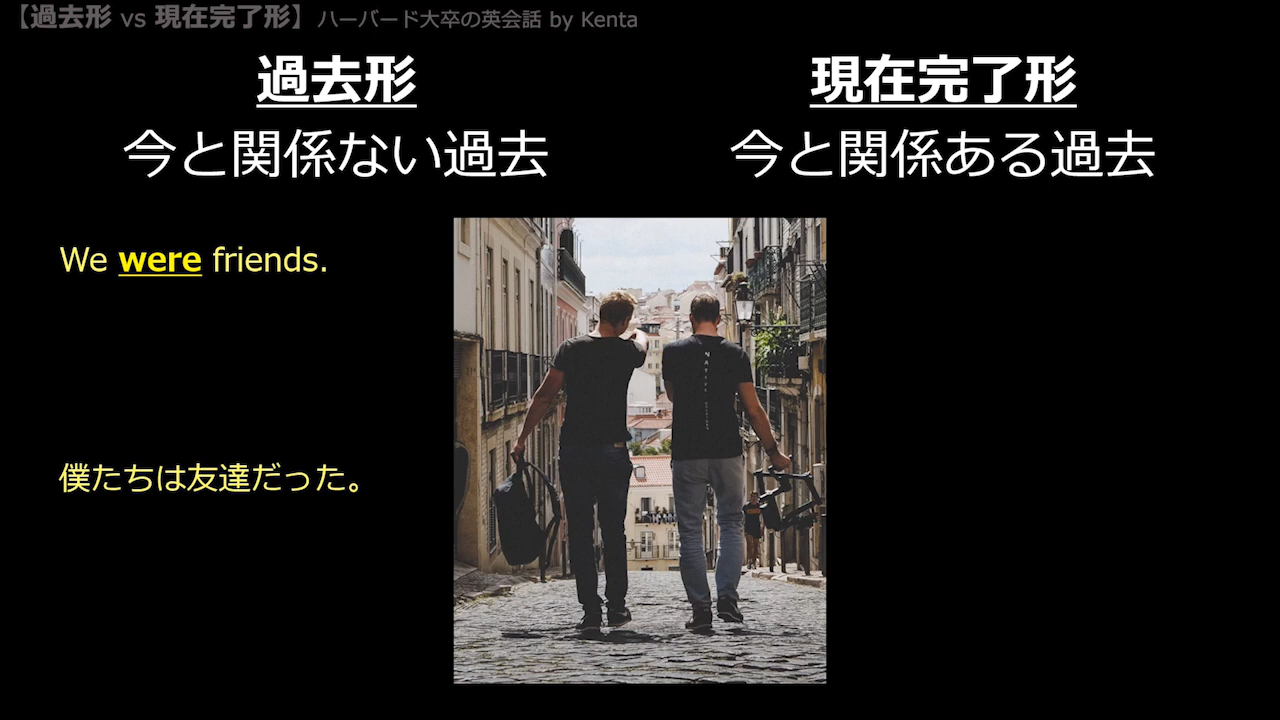 【過去形 vs 現在完了形】ハーバード大卒の英会話 by Kenta
過去形
今と関係ない過去
現在完了形
今と関係ある過去
We were friends.
僕たちは友達だった。